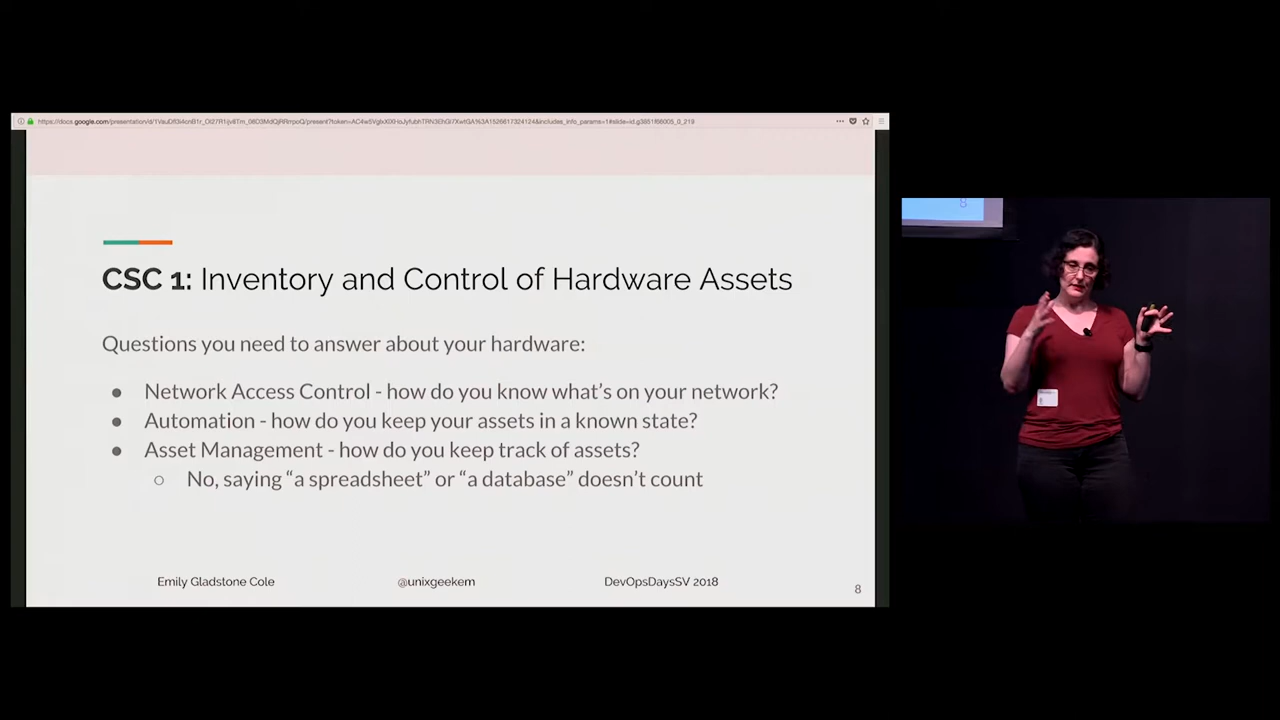 CSC 1: Inventory and Control of Hardware Assets
Questions you need to answer about your hardware:
● Network Access Control - how do you know what's on your network?
● Automation - how do you keep your assets in a known state?
● Asset Management - how do you keep track of assets?
○ No, saying “a spreadsheet” or “a database” doesn't count
Emily Gladstone Cole
@unixgeekem
DevOpsDaysSV 2018
8
8